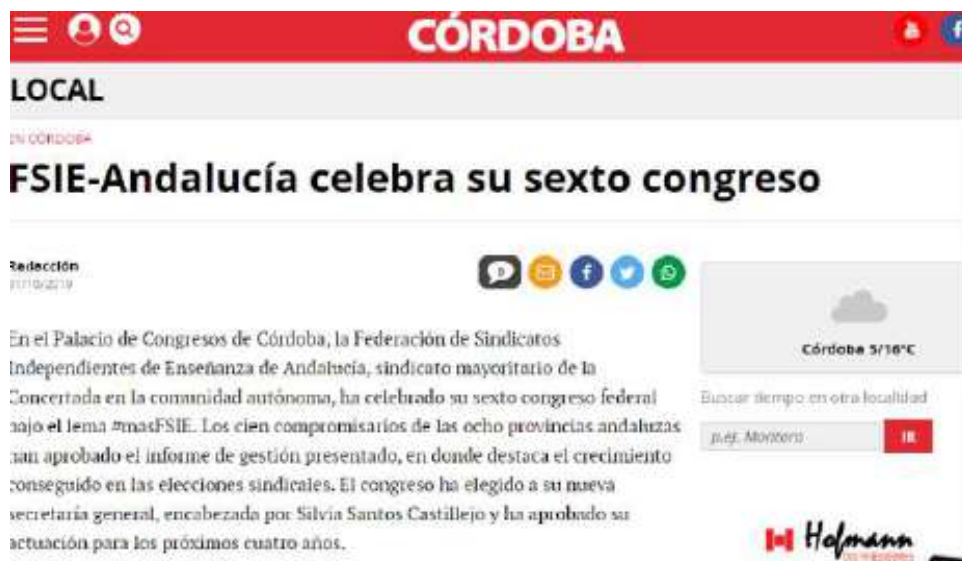 CÓRDOBA
LOCAL
EN CÓRDOBA
FSIE-Andalucía celebra su sexto congreso
Redacción
0
En el Palacio de Congresos de Córdoba, la Federación de Sindicatos
Independientes de Enseñanza de Andalucía, sindicato mayoritario de la
Concertada en la comunidad autónoma, ha celebrado su sexto congreso federal
bajo el lema #masFSIE. Los cien compromisarios de las ocho provincias andaluzas
han aprobado el informe de gestión presentado, en donde destaca el crecimiento
conseguido en las elecciones sindicales. El congreso ha elegido a su nueva
secretaría general, encabezada por Silvia Santos Castillejo y ha aprobado su
actuación para los próximos cuatro años.
Córdoba 5/16°C
Buscar tiempo en otra localidad
p.ej. Montoro
IR
Hofmann